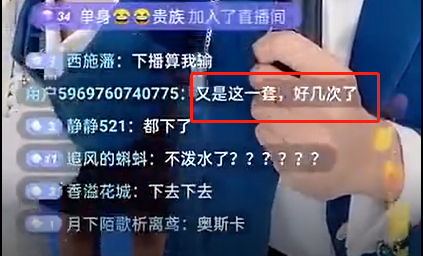 34 单身😂😂贵族 加入了直播间
西施藩：下播算我输
用户5969760740775：又是这一套，好几次了
静静521：都下了
31 追风的蝌蚪：不泼水了？？？？？？
2 香溢花城：下去下去
1 月下陌歌析离鸢：奥斯卡